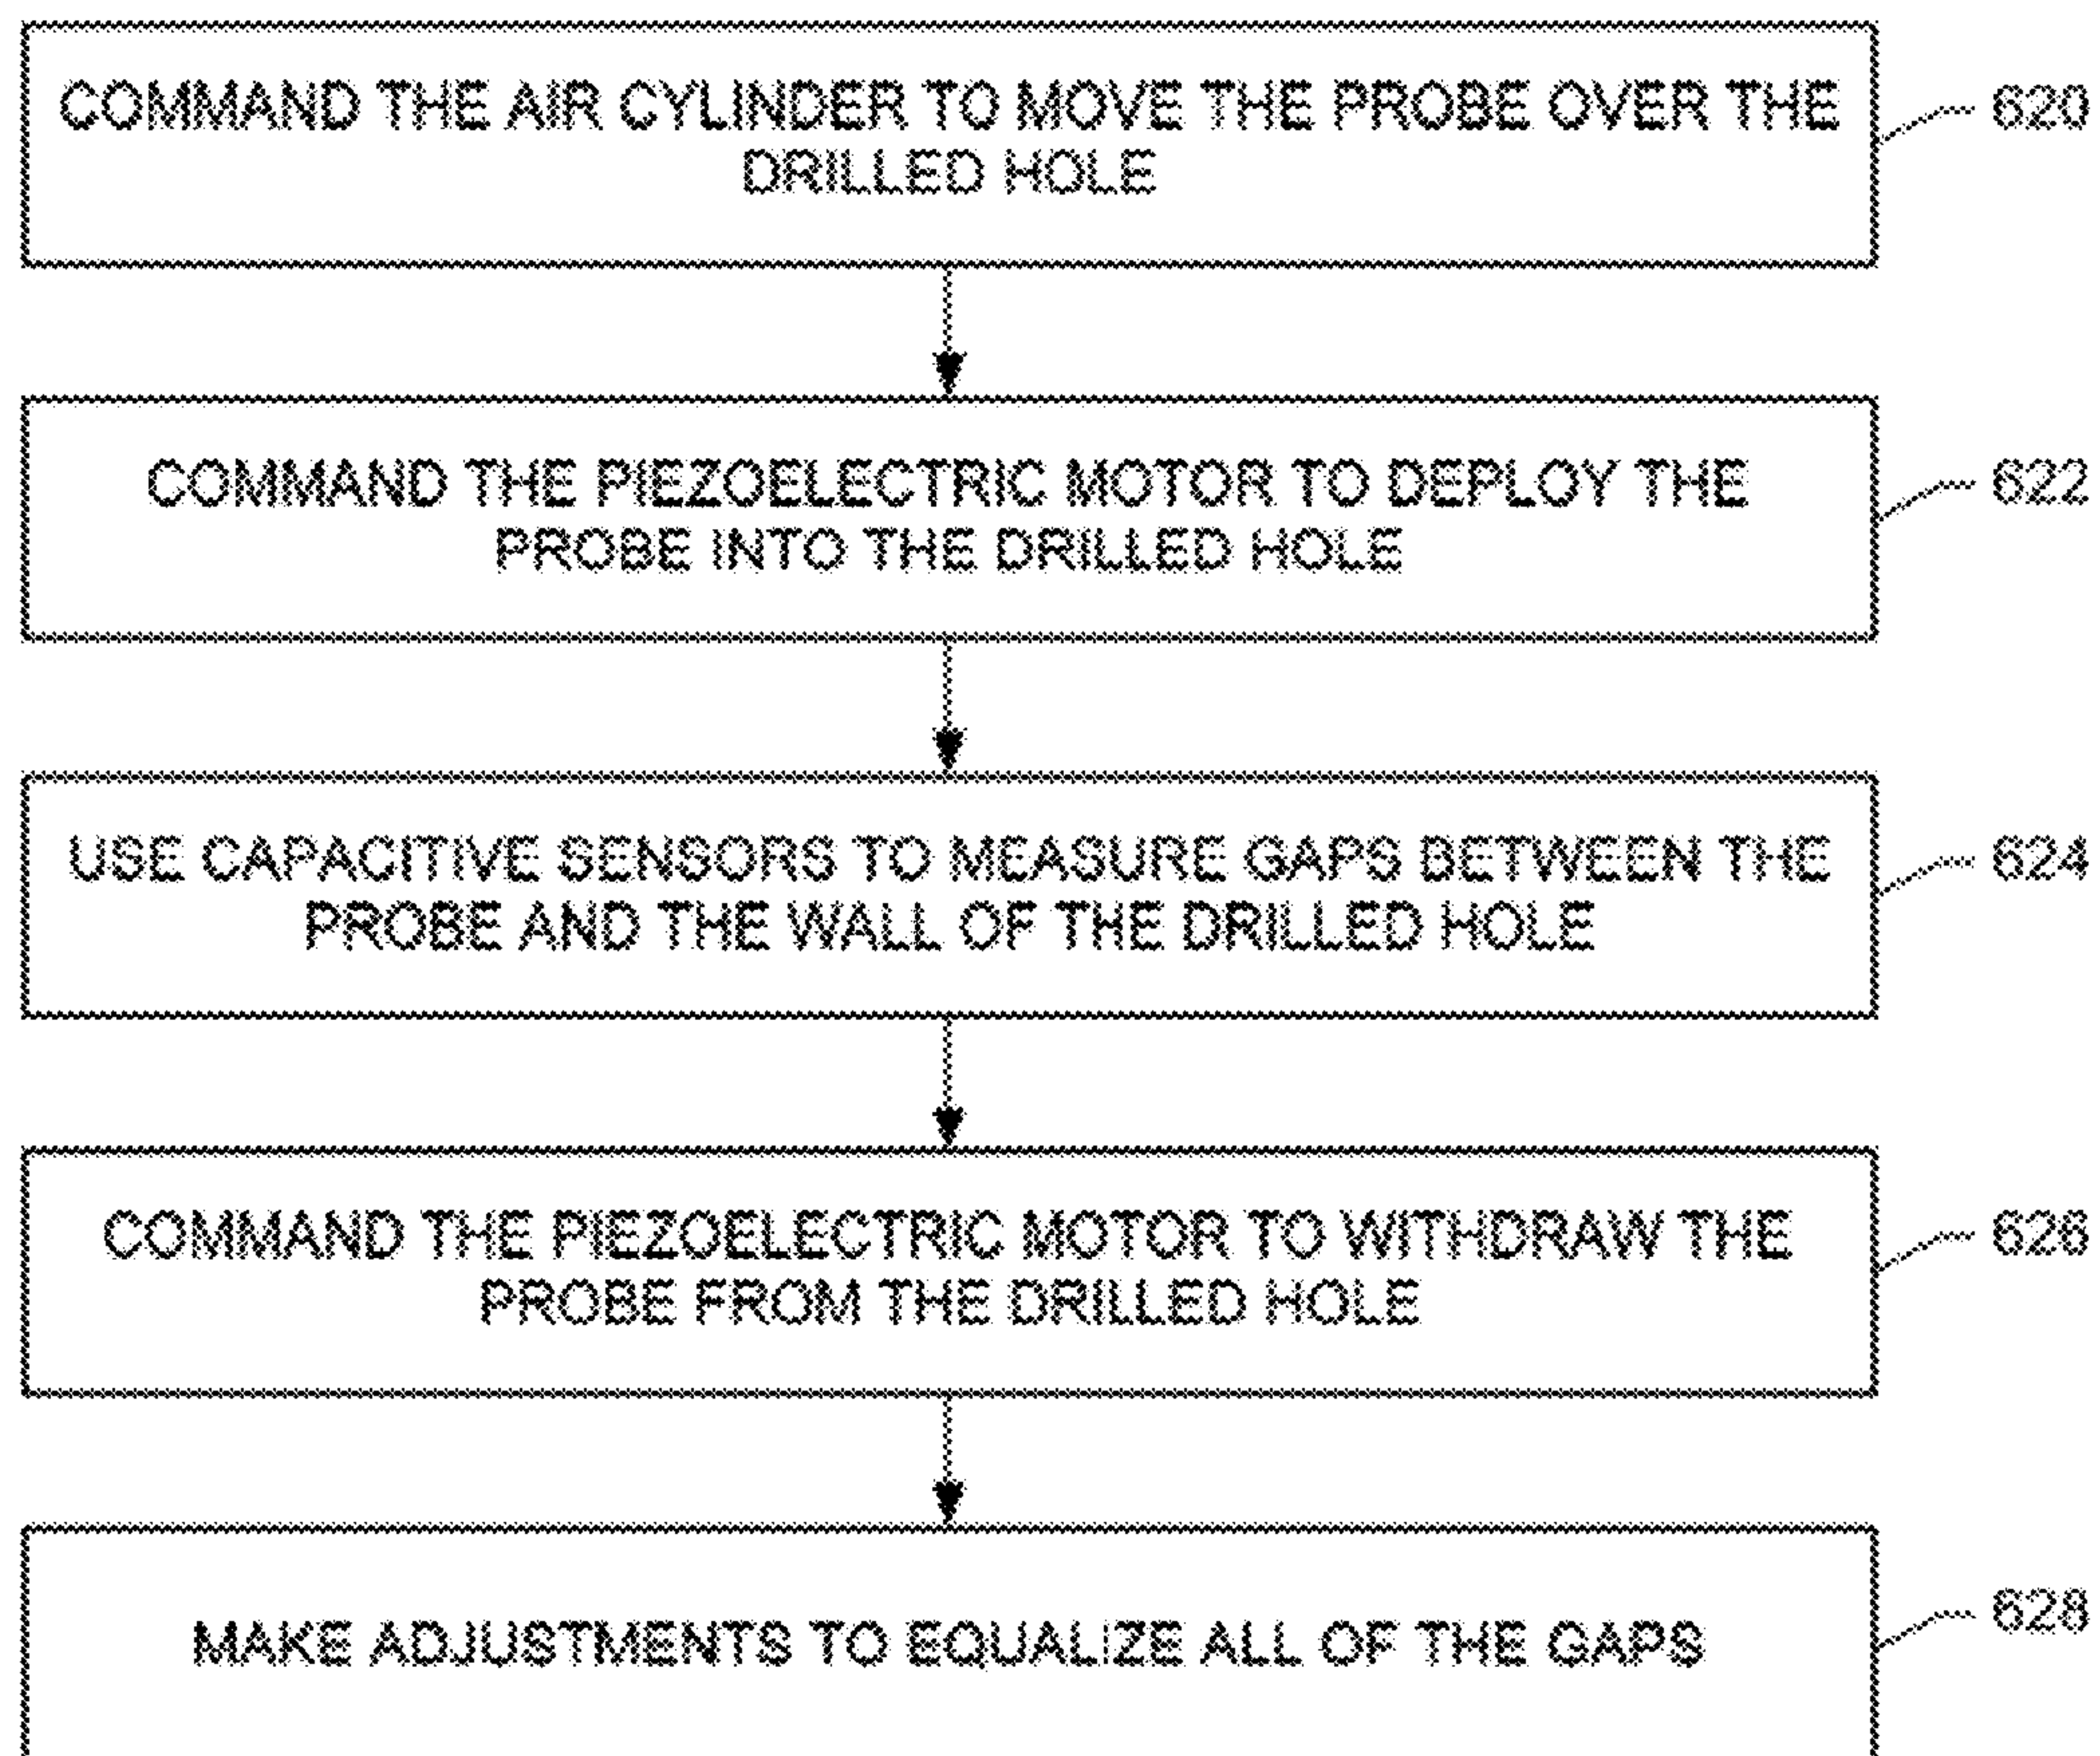 COMMAND THE AIR CYLINDER TO MOVE THE PROBE OVER THE
DRILLED HOLE
620
COMMAND THE PIEZOELECTRIC MOTOR TO DEPLOY THE
PROBE INTO THE DRILLED HOLE
622
USE CAPACITIVE SENSORS TO MEASURE GAPS BETWEEN THE
PROBE AND THE WALL OF THE DRILLED HOLE
624
COMMAND THE PIEZOELECTRIC MOTOR TO WITHDRAW THE
PROBE FROM THE DRILLED HOLE
626
MAKE ADJUSTMENTS TO EQUALIZE ALL OF THE GAPS
628